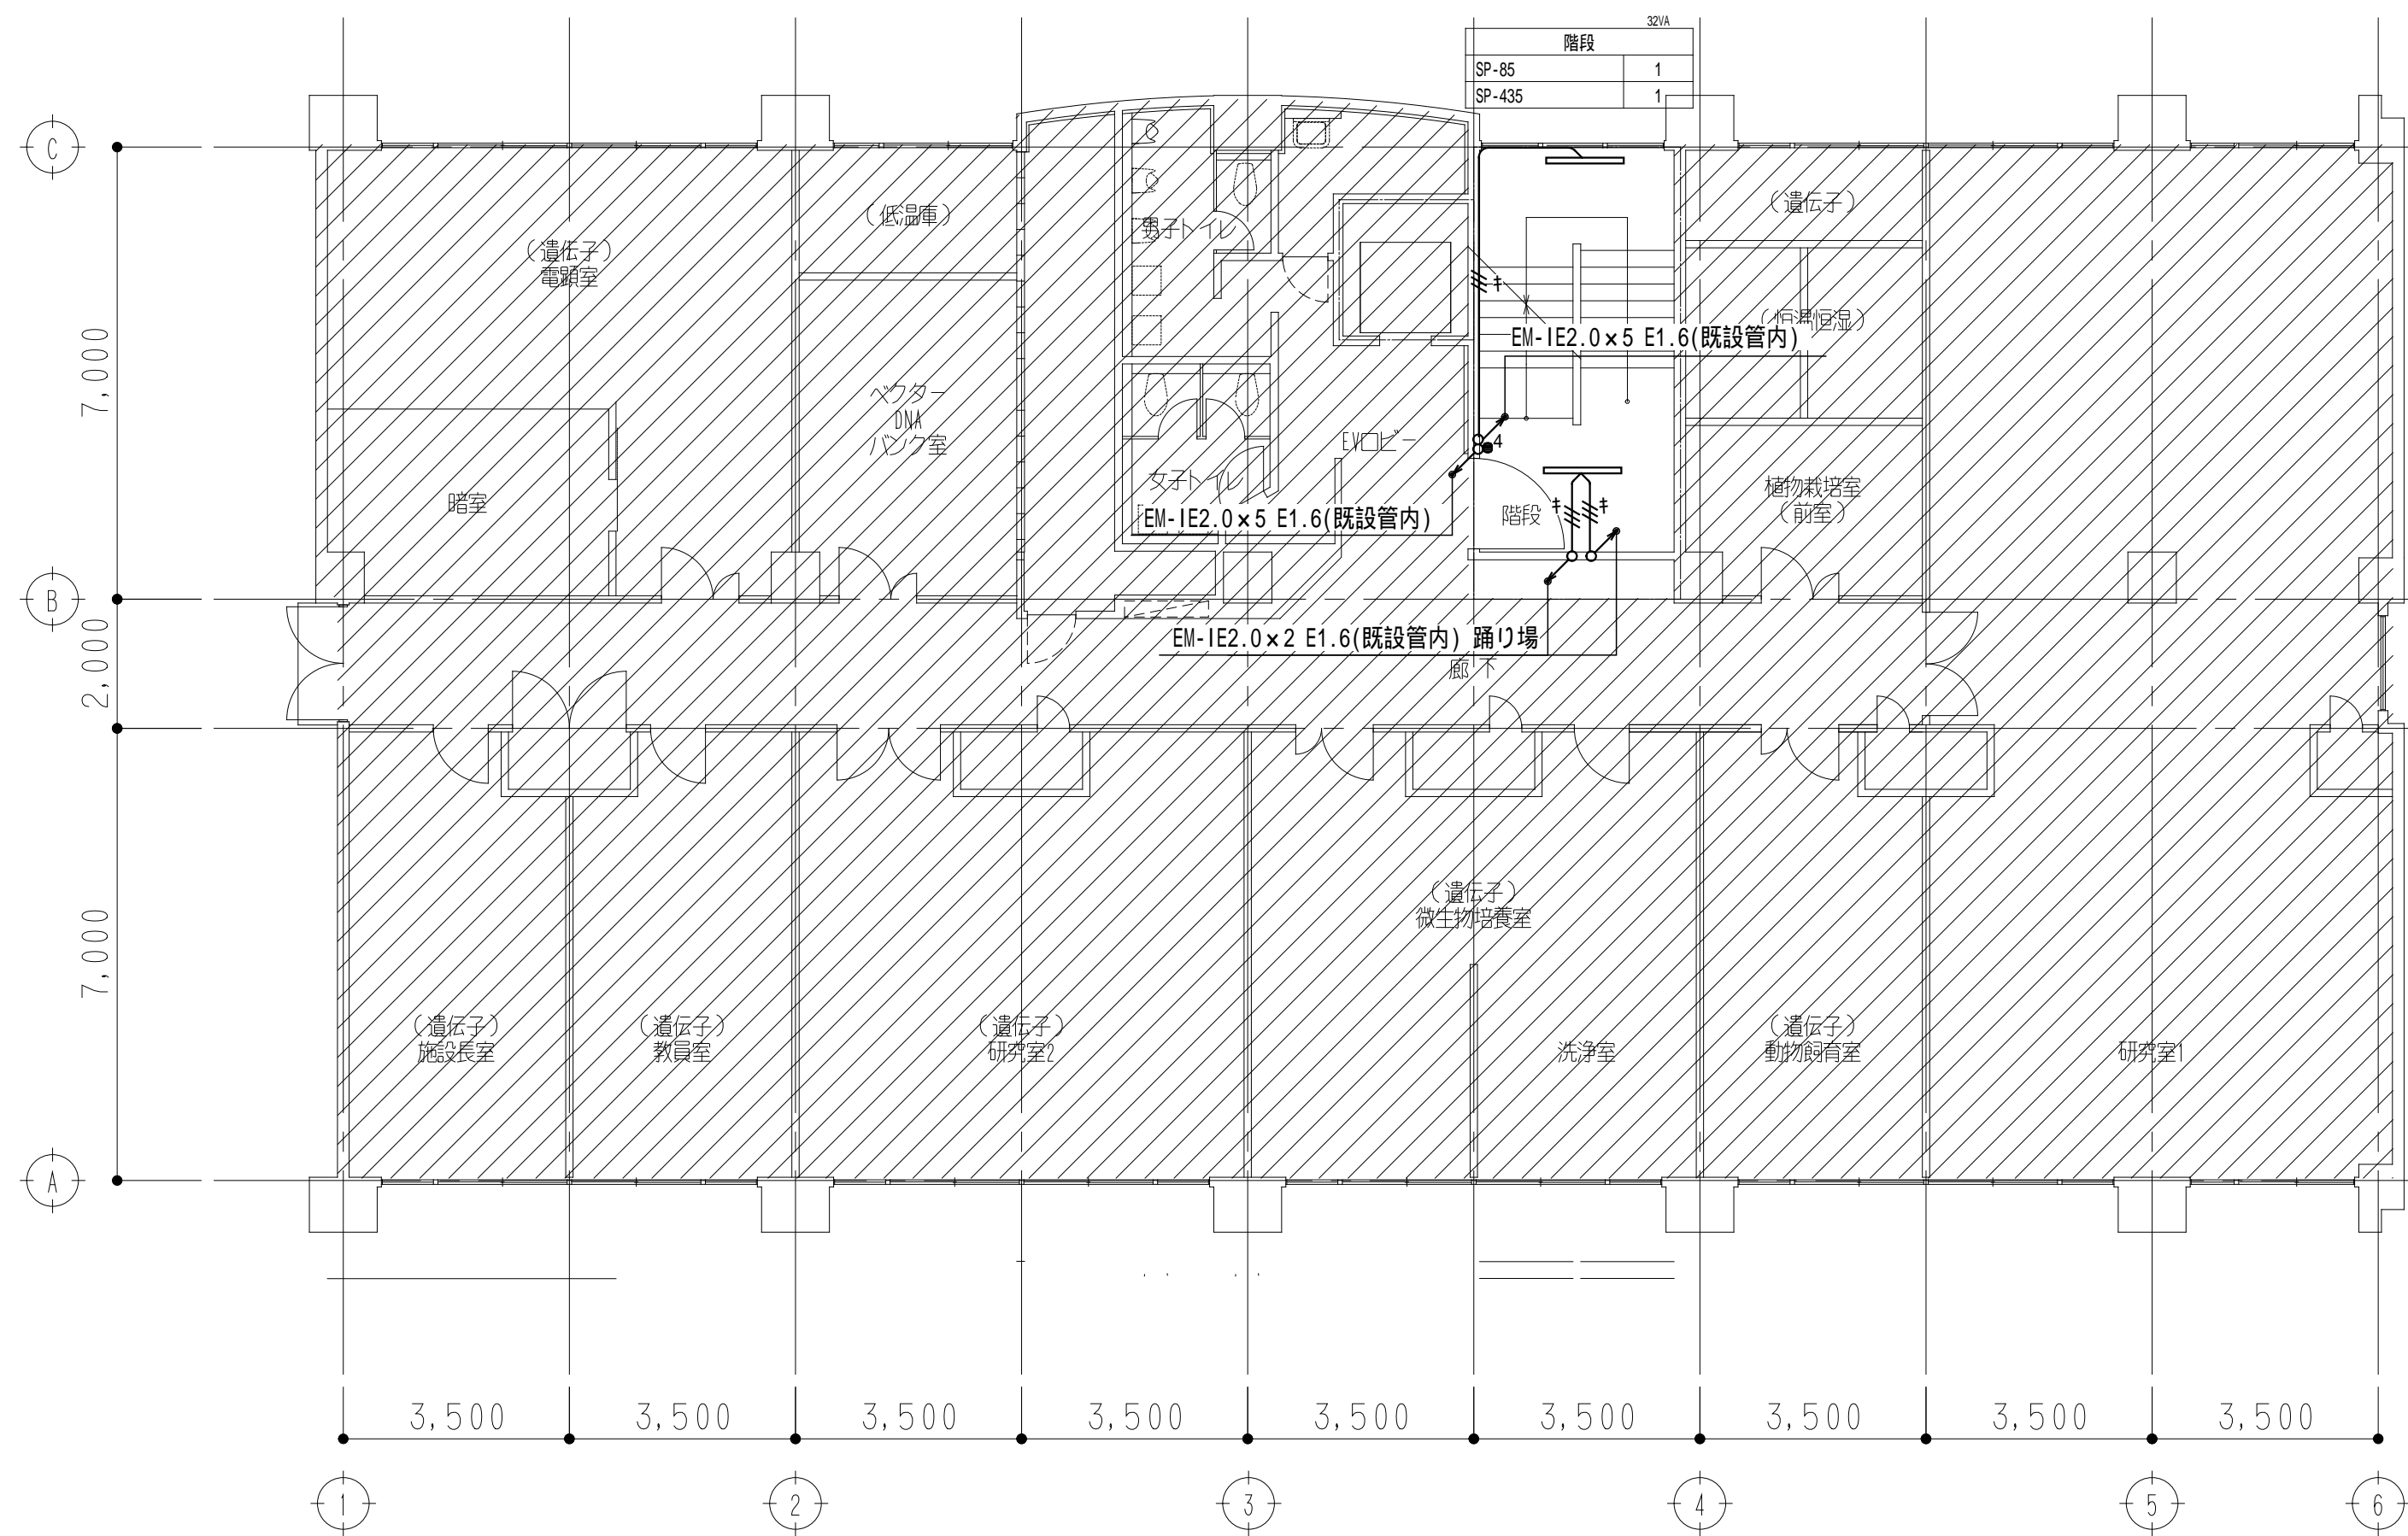 32VA
階段
SP-85 1
SP-435 1
C
(遺伝子)
電顕室
(低温庫)
男子トイレ
(遺伝子)
(恒温恒湿)
EM-IE2.0×5 E1.6(既設管内)
7,000
ベクター
DNA
バンク室
EVロビー
4
暗室
女子トイレ
EM-IE2.0×5 E1.6(既設管内)
階段
植物栽培室
(前室)
B
2,000
EM-IE2.0×2 E1.6(既設管内) 踊り場
廊下
7,000
(遺伝子)
微生物培養室
(遺伝子)
施設長室
(遺伝子)
教員室
(遺伝子)
研究室2
洗浄室
(遺伝子)
動物飼育室
研究室1
A
3,500 3,500 3,500 3,500 3,500 3,500 3,500 3,500 3,500
1 2 3 4 5 6